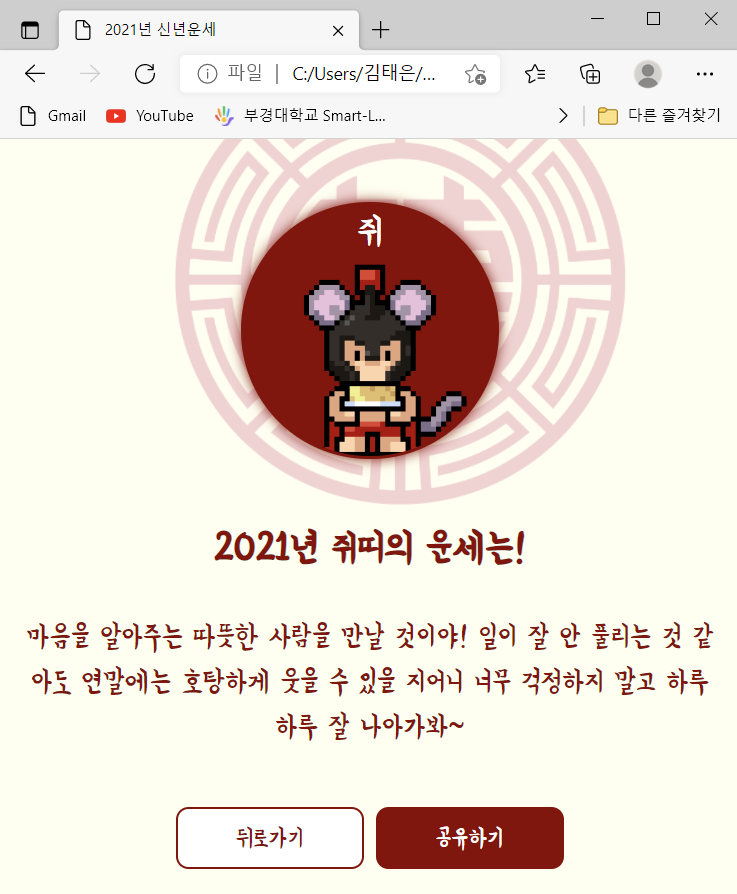 2021년 신년운세
파일 | C:/Users/김태은/...
Gmail YouTube 부경대학교 Smart-L... 다른 즐겨찾기
쥐
2021년 쥐띠의 운세는!
마음을 알아주는 따뜻한 사람을 만날 것이야! 일이 잘 안 풀리는 것 같
아도 연말에는 호탕하게 웃을 수 있을 지어니 너무 걱정하지 말고 하루
하루 잘 나아가봐~
뒤로가기 공유하기